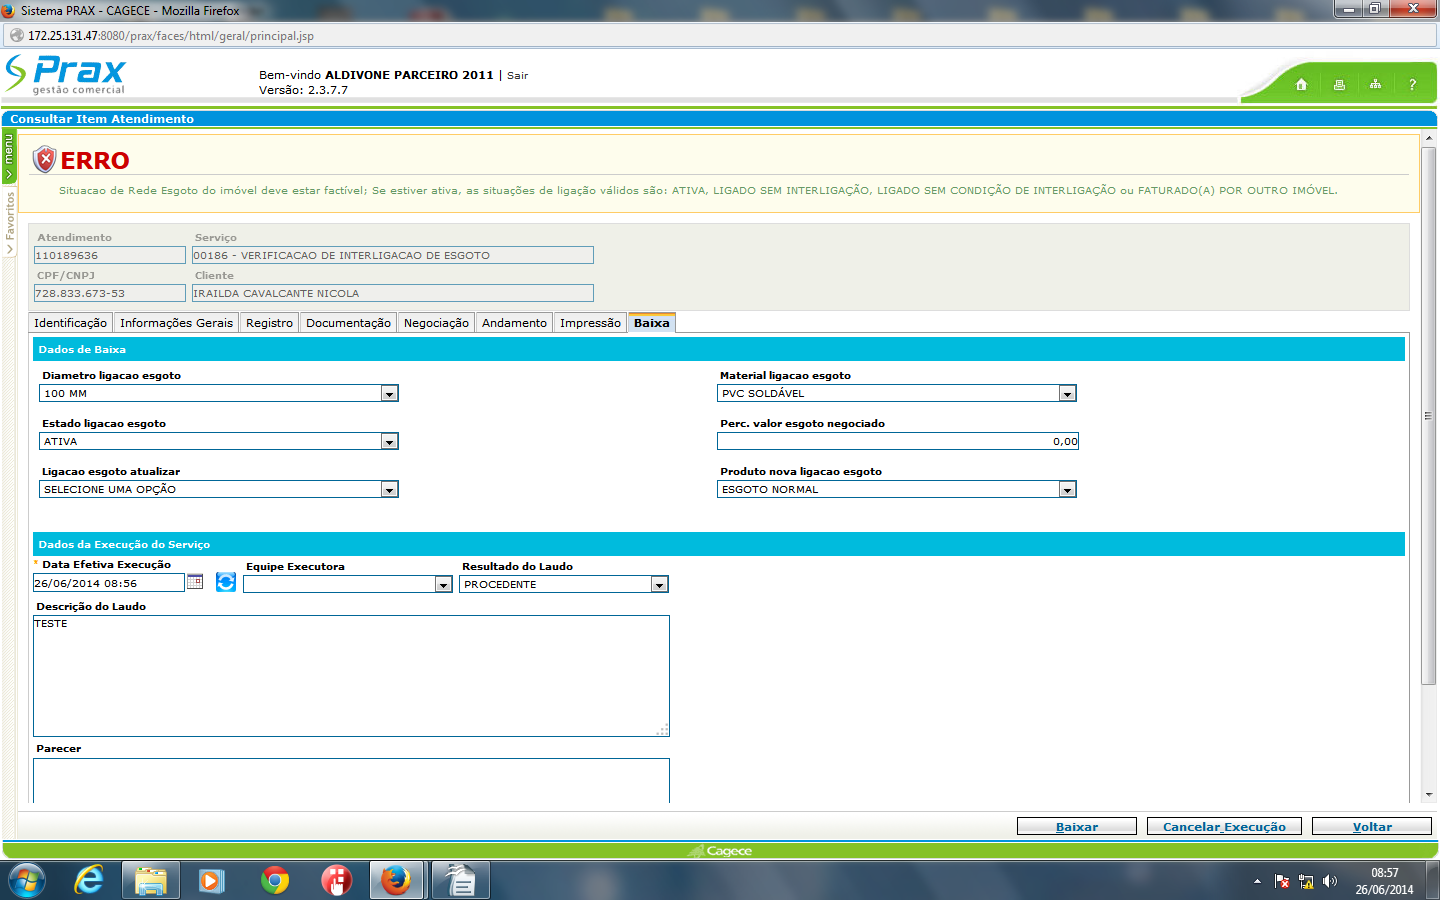 Sistema PRAX - CAGECE - Mozilla Firefox
172.25.131.47:8080/prax/faces/html/geral/principal.jsp
Prax
gestão comercial
Bem-vindo ALDIVONE PARCEIRO 2011 | Sair
Versão: 2.3.7.7
?
Consultar Item Atendimento
menu
Favoritos
ERRO
Situacao de Rede Esgoto do imóvel deve estar factível; Se estiver ativa, as situações de ligação válidos são: ATIVA, LIGADO SEM INTERLIGAÇÃO, LIGADO SEM CONDIÇÃO DE INTERLIGAÇÃO ou FATURADO(A) POR OUTRO IMÓVEL.
Atendimento Serviço
110189636 00186 - VERIFICACAO DE INTERLIGACAO DE ESGOTO
CPF/CNPJ Cliente
728.833.673-53 IRAILDA CAVALCANTE NICOLA
Identificação Informações Gerais Registro Documentação Negociação Andamento Impressão Baixa
Dados de Baixa
Diametro ligacao esgoto Material ligacao esgoto
100 MM PVC SOLDÁVEL
Estado ligacao esgoto Perc. valor esgoto negociado
ATIVA 0,00
Ligacao esgoto atualizar Produto nova ligacao esgoto
SELECIONE UMA OPÇÃO ESGOTO NORMAL
Dados da Execução do Serviço
* Data Efetiva Execução Equipe Executora Resultado do Laudo
26/06/2014 08:56 PROCEDENTE
Descrição do Laudo
TESTE
Parecer
Baixar Cancelar Execução Voltar
Cagece
08:57
26/06/2014